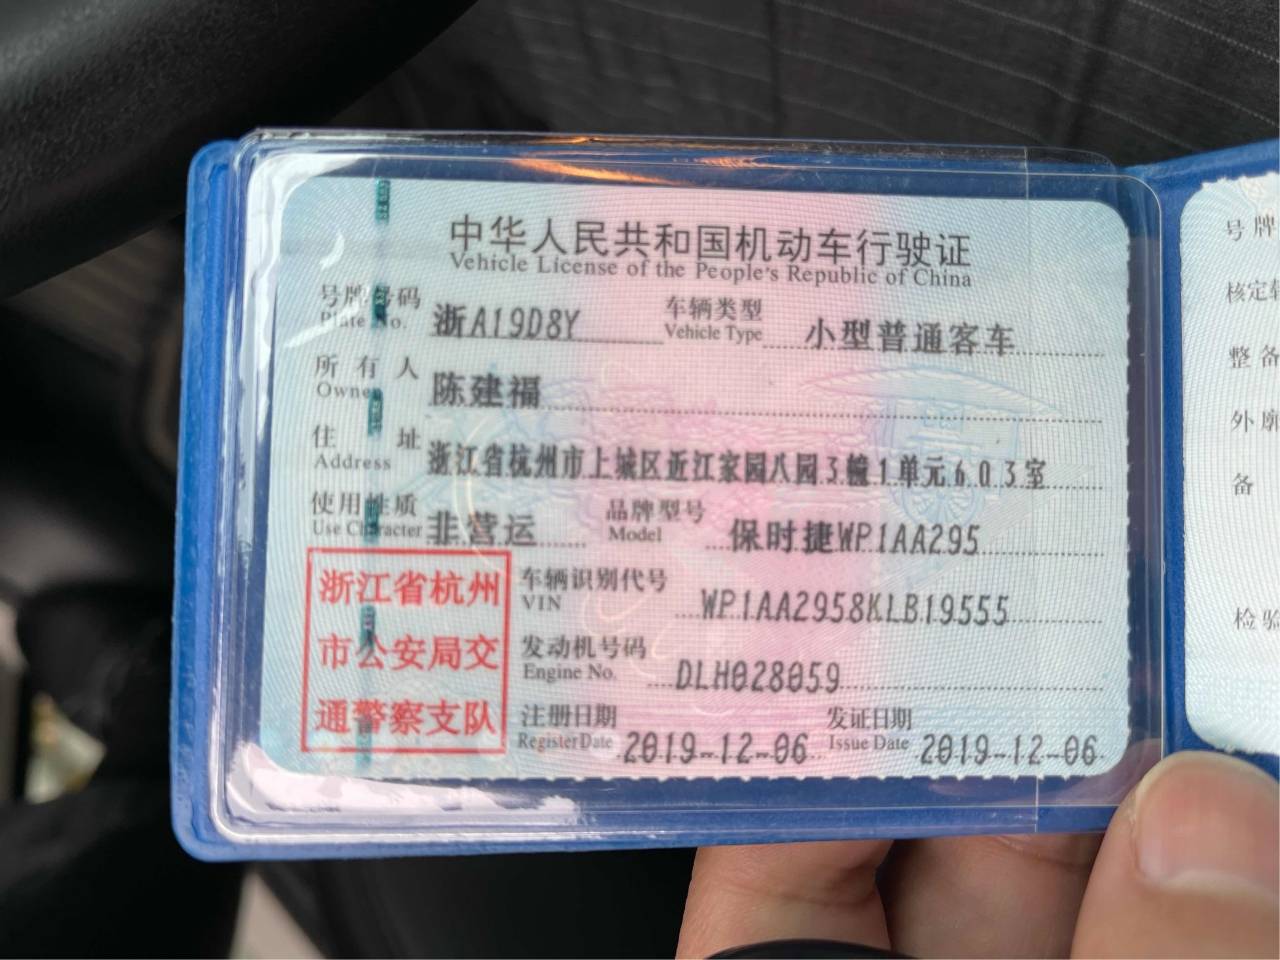 中华人民共和国机动车行驶证
Vehicle License of the People's Republic of China
号牌号码 浙A19D8Y 车辆类型 小型普通客车
Plate No. Vehicle Type
所有人 陈建福
Owner
住址 浙江省杭州市上城区近江家园八园3幢1单元603室
Address
使用性质 非营运 品牌型号 保时捷WP1AA295
Use Character Model
浙江省杭州
市公安局交
通警察支队
车辆识别代号 WP1AA2958KLB19555
VIN
发动机号码 DLH028059
Engine No.
注册日期 2019-12-06 发证日期 2019-12-06
Register Date Issue Date
号牌
核定
整备
外廓
备
检验